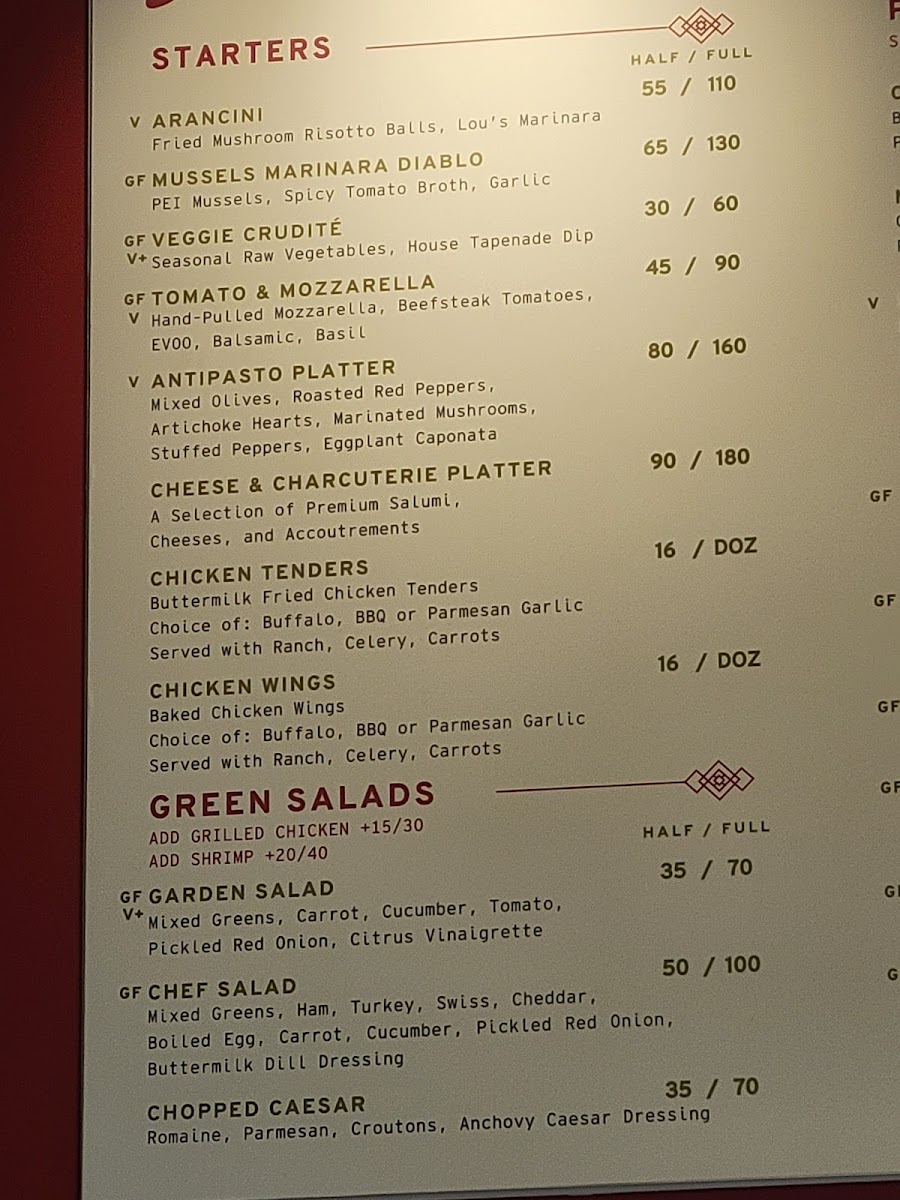 STARTERS
HALF / FULL
V ARANCINI 55 / 110
Fried Mushroom Risotto Balls, Lou's Marinara
GF MUSSELS MARINARA DIABLO 65 / 130
PEI Mussels, Spicy Tomato Broth, Garlic
GF VEGGIE CRUDITÉ 30 / 60
V+ Seasonal Raw Vegetables, House Tapenade Dip
GF TOMATO & MOZZARELLA 45 / 90
V Hand-Pulled Mozzarella, Beefsteak Tomatoes,
EVOO, Balsamic, Basil
V ANTIPASTO PLATTER 80 / 160
Mixed Olives, Roasted Red Peppers,
Artichoke Hearts, Marinated Mushrooms,
Stuffed Peppers, Eggplant Caponata
CHEESE & CHARCUTERIE PLATTER 90 / 180
A Selection of Premium Salumi,
Cheeses, and Accoutrements
CHICKEN TENDERS 16 / DOZ
Buttermilk Fried Chicken Tenders
Choice of: Buffalo, BBQ or Parmesan Garlic
Served with Ranch, Celery, Carrots
CHICKEN WINGS 16 / DOZ
Baked Chicken Wings
Choice of: Buffalo, BBQ or Parmesan Garlic
Served with Ranch, Celery, Carrots
GREEN SALADS
ADD GRILLED CHICKEN +15/30
ADD SHRIMP +20/40
HALF / FULL
GF GARDEN SALAD 35 / 70
V+ Mixed Greens, Carrot, Cucumber, Tomato,
Pickled Red Onion, Citrus Vinaigrette
GF CHEF SALAD 50 / 100
Mixed Greens, Ham, Turkey, Swiss, Cheddar,
Boiled Egg, Carrot, Cucumber, Pickled Red Onion,
Buttermilk Dill Dressing
CHOPPED CAESAR 35 / 70
Romaine, Parmesan, Croutons, Anchovy Caesar Dressing
V
GF
GF
GF
GF